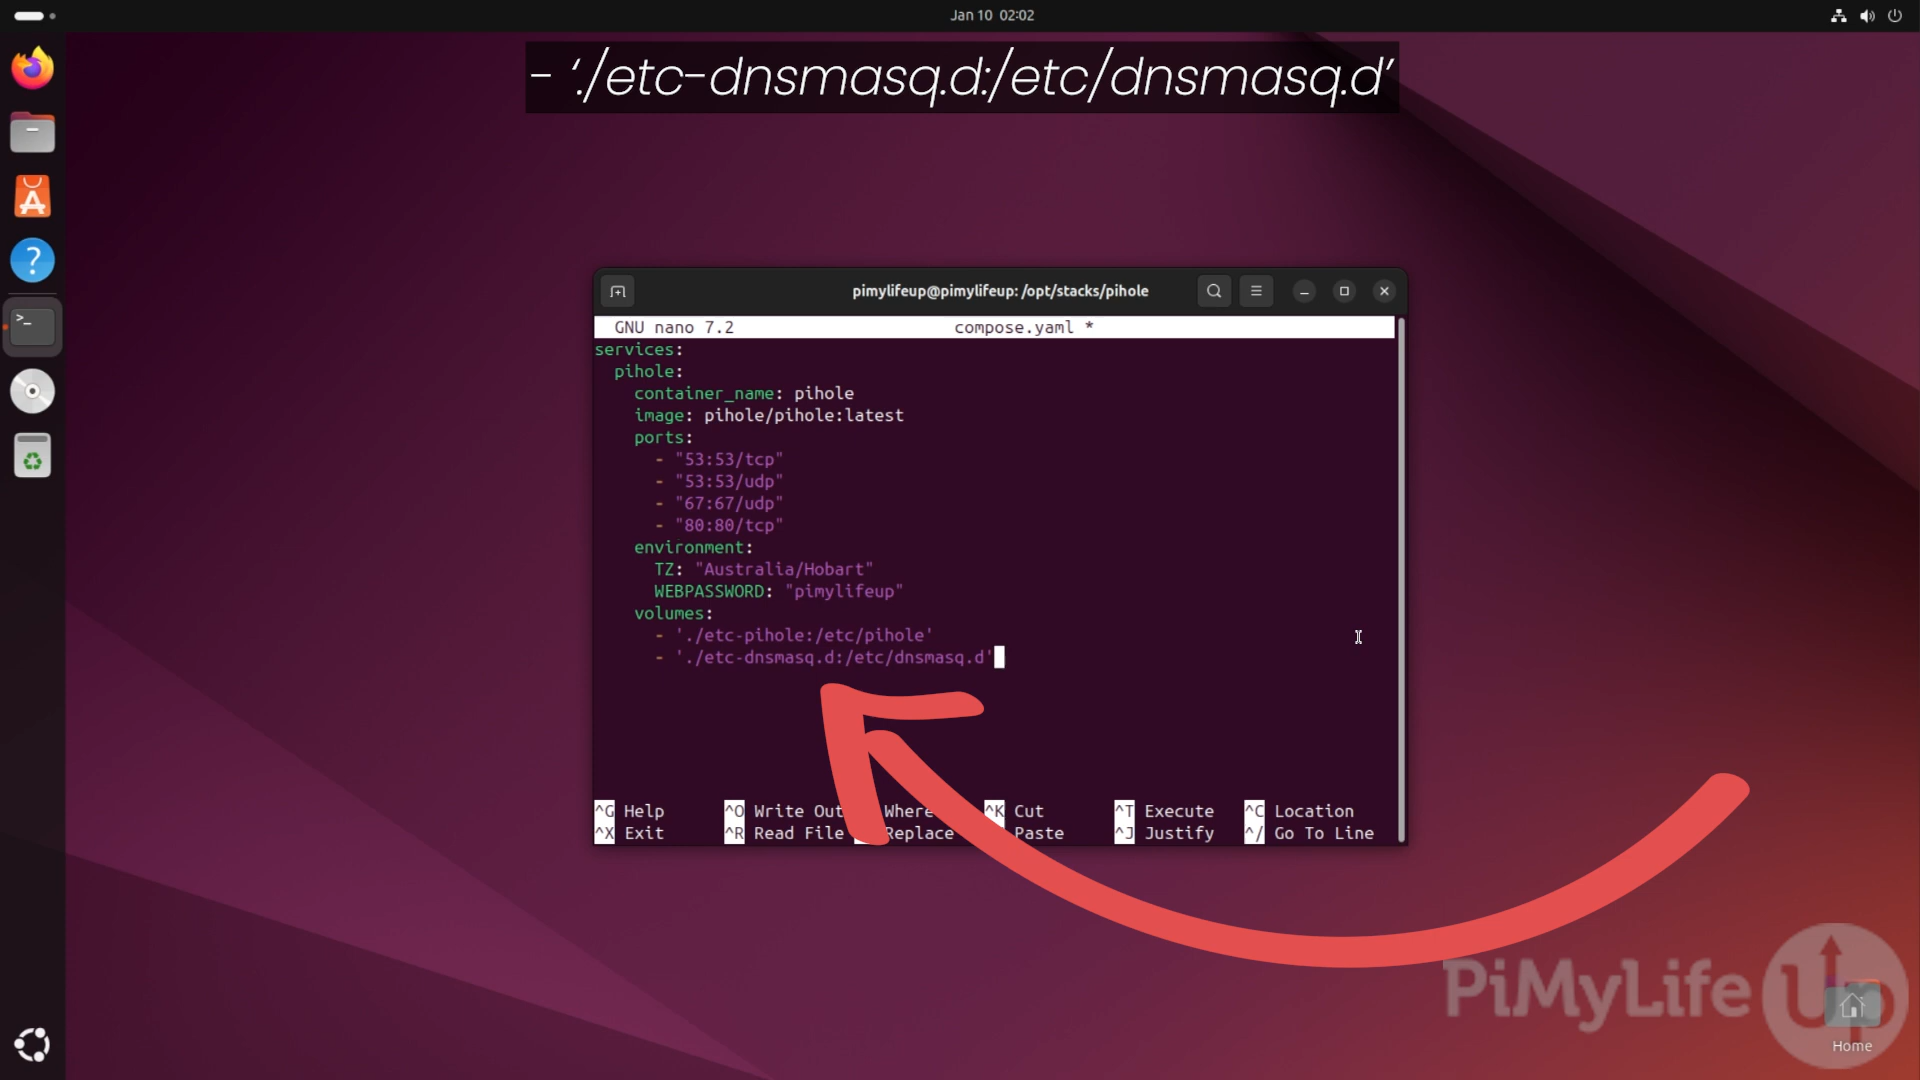 Jan 10 02:02
- ‘./etc-dnsmasq.d:/etc/dnsmasq.d’
pimylifeup@pimylifeup: /opt/stacks/pihole
GNU nano 7.2 compose.yaml *
services:
  pihole:
    container_name: pihole
    image: pihole/pihole:latest
    ports:
      - "53:53/tcp"
      - "53:53/udp"
      - "67:67/udp"
      - "80:80/tcp"
    environment:
      TZ: "Australia/Hobart"
      WEBPASSWORD: "pimylifeup"
    volumes:
      - './etc-pihole:/etc/pihole'
      - './etc-dnsmasq.d:/etc/dnsmasq.d'
^G Help ^O Write Out Where ^K Cut ^T Execute ^C Location
^X Exit ^R Read File Replace Paste ^J Justify ^/ Go To Line
PiMyLife Up
Home